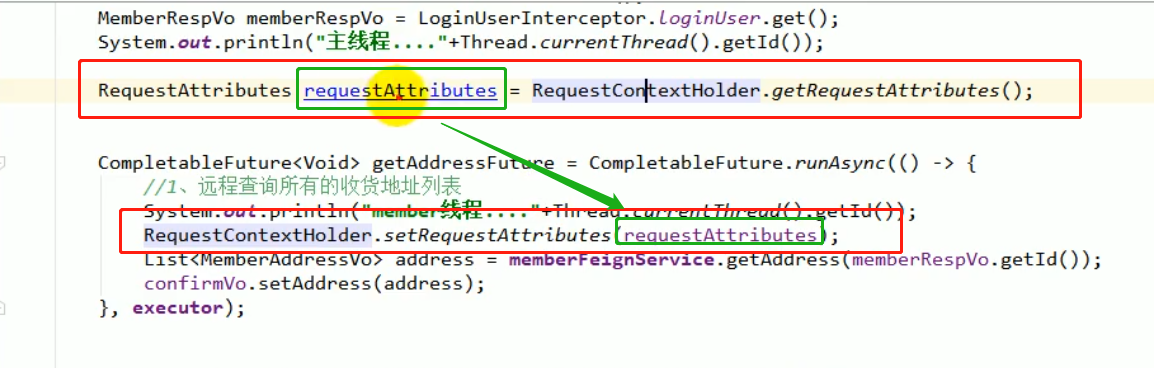 MemberRespVo memberRespVo = LoginUserInterceptor.loginUser.get();
System.out.println("主线程...."+Thread.currentThread().getId());
RequestAttributes requestAttributes = RequestContextHolder.getRequestAttributes();
CompletableFuture<Void> getAddressFuture = CompletableFuture.runAsync(() -> {
//1、远程查询所有的收货地址列表
System.out.println("member线程...."+Thread.currentThread().getId());
RequestContextHolder.setRequestAttributes(requestAttributes);
List<MemberAddressVo> address = memberFeignService.getAddress(memberRespVo.getId());
confirmVo.setAddress(address);
}, executor);